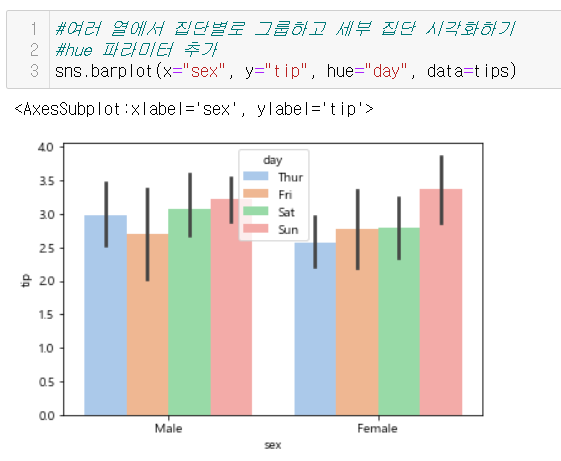 1 #여러 열에서 집단별로 그룹하고 세부 집단 시각화하기
2 #hue 파라미터 추가
3 sns.barplot(x="sex", y="tip", hue="day", data=tips)
<AxesSubplot:xlabel='sex', ylabel='tip'>
day
Thur
Fri
Sat
Sun
4.0
3.5
3.0
2.5
2.0
1.5
1.0
0.5
0.0
tip
Male
Female
sex